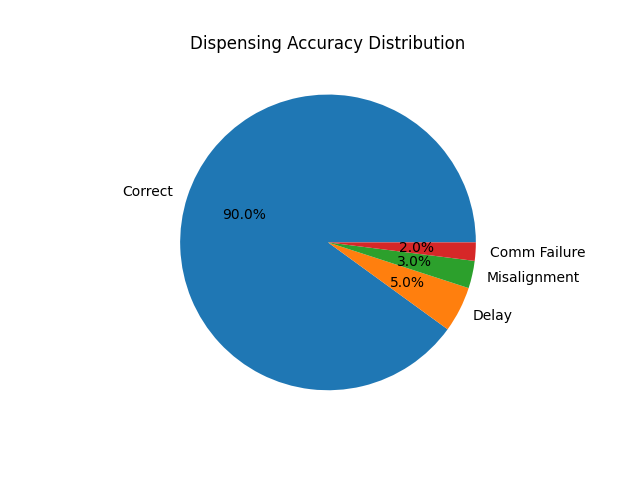 Dispensing Accuracy Distribution
Correct
90.0%
2.0%
Comm Failure
3.0%
Misalignment
5.0%
Delay